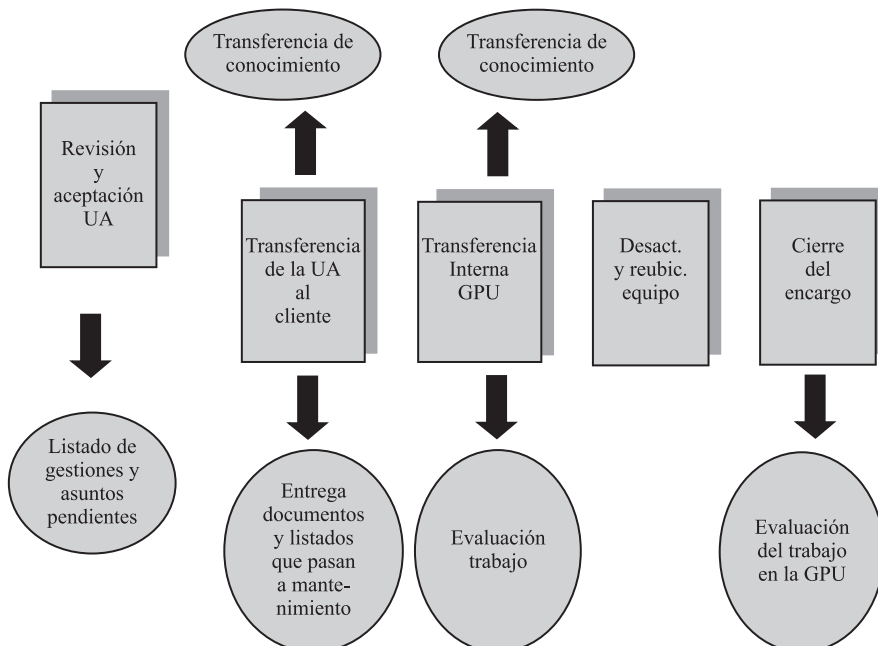 Transferencia de
conocimiento
Transferencia de
conocimiento
Revisión
y
aceptación
UA
Transferencia
de la UA
al
cliente
Transferencia
Interna
GPU
Desact.
y reubic.
equipo
Cierre
del
encargo
Listado de
gestiones y
asuntos
pendientes
Entrega
documentos
y listados
que pasan
a mante-
nimiento
Evaluación
trabajo
Evaluación
del trabajo
en la GPU